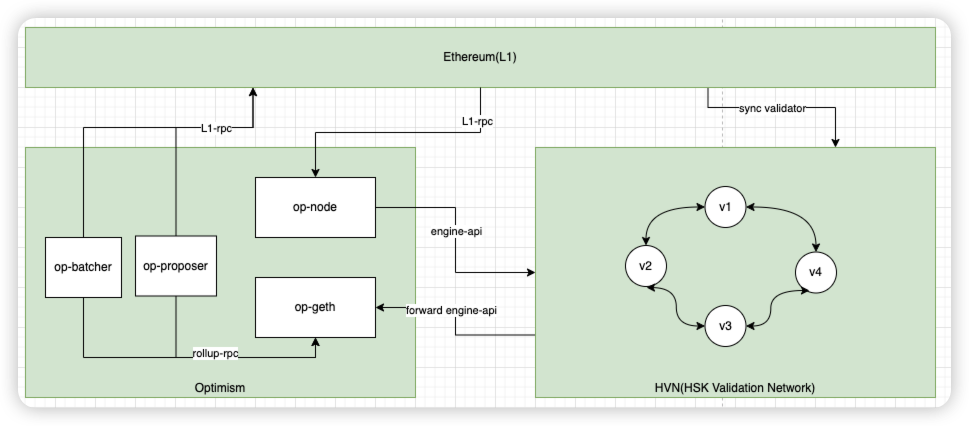 Ethereum(L1)
L1-rpc
L1-rpc
sync validator
op-node
engine-api
op-batcher
op-proposer
op-geth
forward engine-api
rollup-rpc
Optimism
v1
v2
v4
v3
HVN(HSK Validation Network)